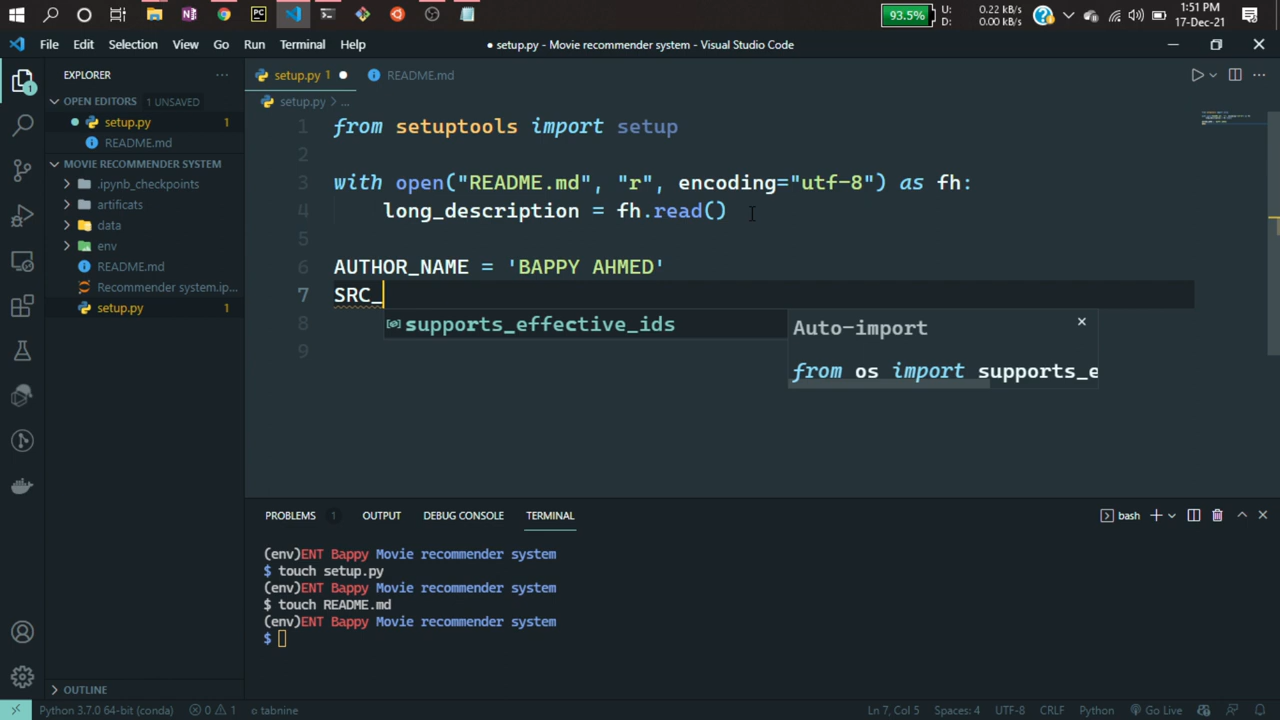 93.5%
U: 0.22 kB/s
D: 0.00 kB/s
1:51 PM
17-Dec-21
File Edit Selection View Go Run Terminal Help
● setup.py - Movie recommender system - Visual Studio Code
EXPLORER
OPEN EDITORS 1 UNSAVED
setup.py 1
README.md
MOVIE RECOMMENDER SYSTEM
.ipynb_checkpoints
artificats
data
env
README.md
Recommender system.ip...
setup.py 1
OUTLINE
setup.py 1 ● README.md
setup.py > ...
1 from setuptools import setup
2
3 with open("README.md", "r", encoding="utf-8") as fh:
4 long_description = fh.read()
5
6 AUTHOR_NAME = 'BAPPY AHMED'
7 SRC_
8 supports_effective_ids
9
Auto-import
from os import supports_e
PROBLEMS 1 OUTPUT DEBUG CONSOLE TERMINAL
bash
(env)ENT Bappy Movie recommender system
$ touch setup.py
(env)ENT Bappy Movie recommender system
$ touch README.md
(env)ENT Bappy Movie recommender system
$
Python 3.7.0 64-bit (conda) 0 1 tabnine
Ln 7, Col 5 Spaces: 4 UTF-8 CRLF Python Go Live